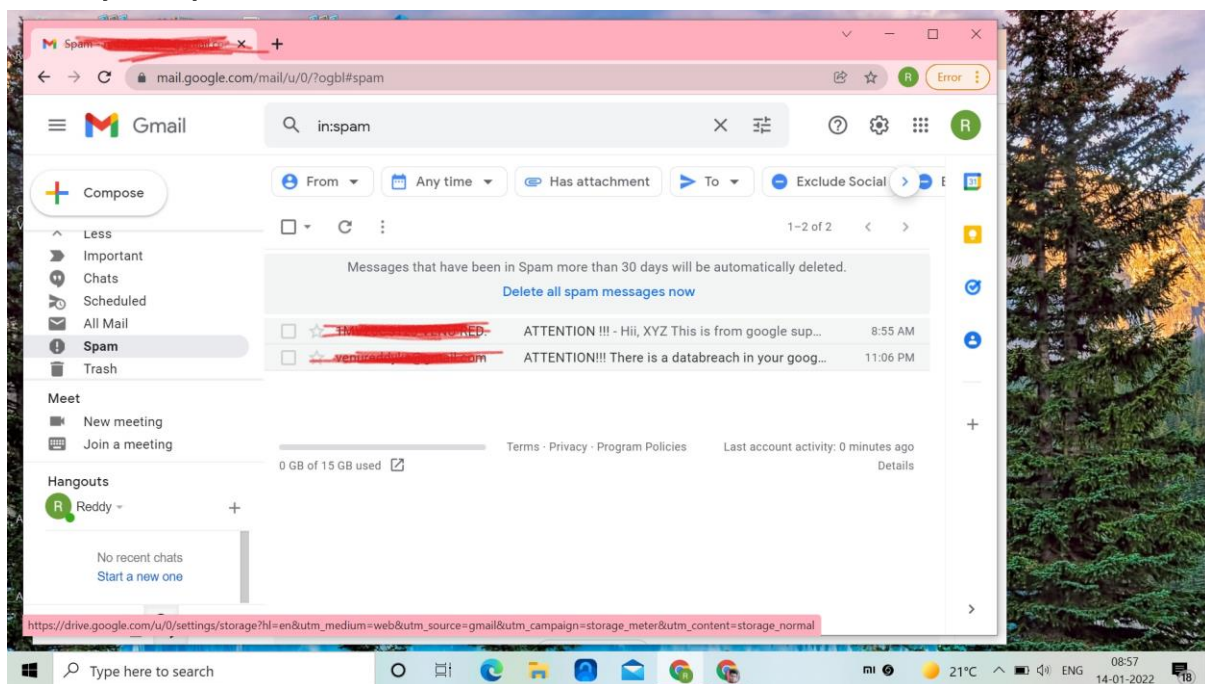 Spam
mail.google.com/mail/u/0/?ogbl#spam
Error
Gmail
in:spam
R
Compose
From
Any time
Has attachment
To
Exclude Social
Less
1–2 of 2
Important
Chats
Scheduled
All Mail
Spam
Trash
Messages that have been in Spam more than 30 days will be automatically deleted.
Delete all spam messages now
ATTENTION !!! - Hii, XYZ This is from google sup... 8:55 AM
ATTENTION!!! There is a databreach in your goog... 11:06 PM
Meet
New meeting
Join a meeting
Terms · Privacy · Program Policies
Last account activity: 0 minutes ago
0 GB of 15 GB used
Details
Hangouts
R Reddy
No recent chats
Start a new one
https://drive.google.com/u/0/settings/storage?hl=en&utm_medium=web&utm_source=gmail&utm_campaign=storage_meter&utm_content=storage_normal
Type here to search
21°C
ENG
08:57
14-01-2022
18